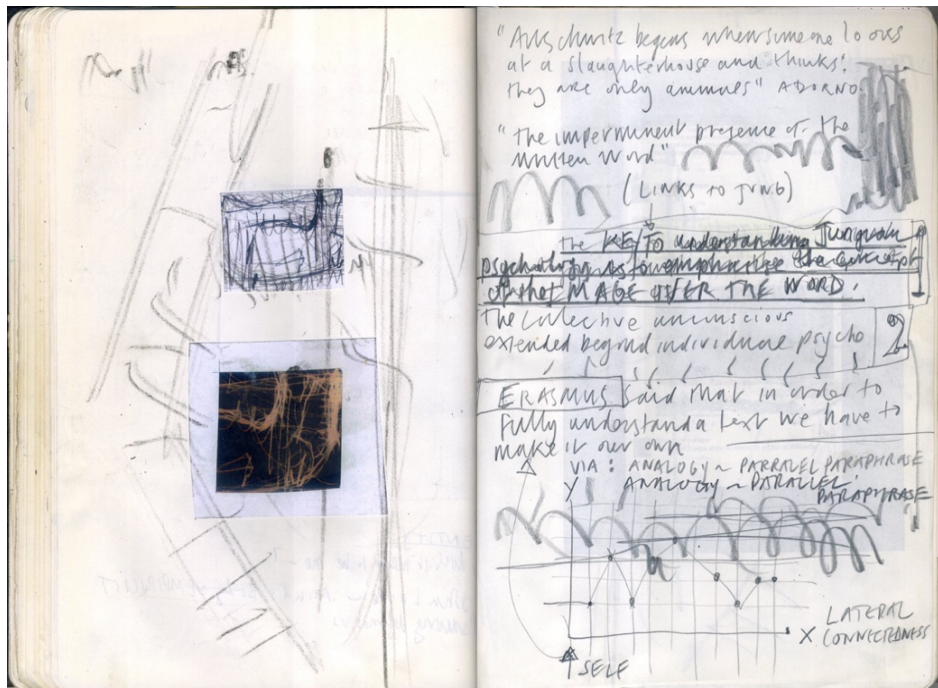 "Auschwitz begins when someone looks
at a slaughterhouse and thinks:
they are only animals" ADORNO.
"The impermanent presence of the
written word"
(LINKS TO JUNG)
the KEY to understanding Jungian
psychology is to emphasise the concept
of the IMAGE OVER THE WORD.
The collective unconscious
extended beyond individual psyche
2
ERASMUS said that in order to
fully understand a text we have to
make it our own
VIA: ANALOGY ~ PARRALEL PARAPHRASE
Y ANALOGY ~ PARALLEL
PARAPHRASE
LATERAL
X CONNECTEDNESS
SELF